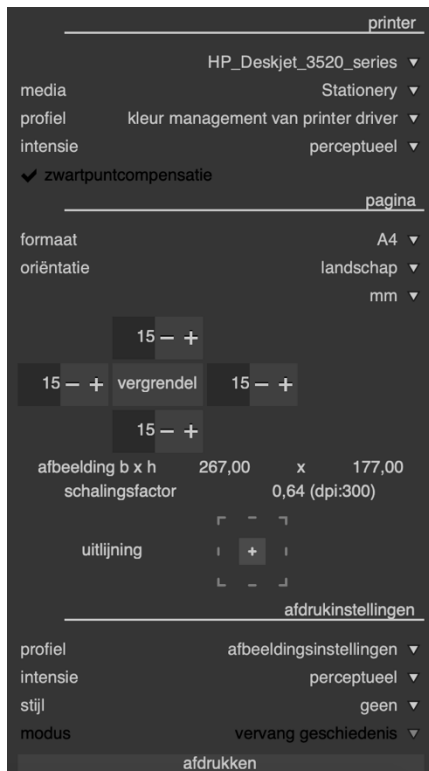 printer
HP_Deskjet_3520_series
media Stationery
profiel kleur management van printer driver
intensie perceptueel
zwartpuntcompensatie
pagina
formaat A4
oriëntatie landschap
mm
15 − +
15 − + vergrendel 15 − +
15 − +
afbeelding b x h 267,00 x 177,00
schalingsfactor 0,64 (dpi:300)
uitlijning
afdrukinstellingen
profiel afbeeldingsinstellingen
intensie perceptueel
stijl geen
modus vervang geschiedenis
afdrukken